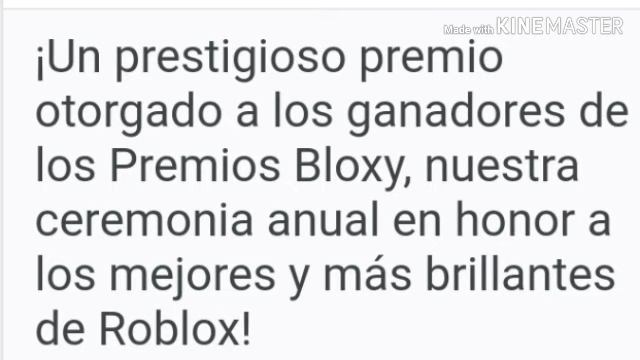 Made with KINEMASTER
¡Un prestigioso premio
otorgado a los ganadores de
los Premios Bloxy, nuestra
ceremonia anual en honor a
los mejores y más brillantes
de Roblox!